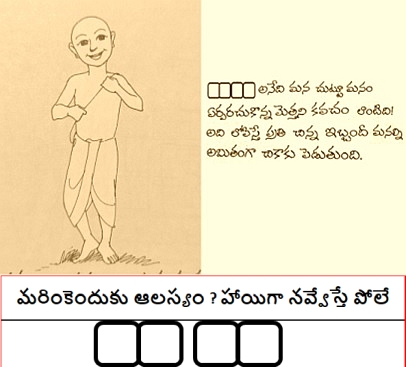 అనేది మన చుట్టూ మనం
ఏర్పరచుకొన్న మెత్తని కవచం లాంటిది!
అది లోపిస్తే ప్రతి చిన్న ఇబ్బందీ మనల్ని
అమితంగా చికాకు పెడుతుంది.
మరింకెందుకు ఆలస్యం ? హాయిగా నవ్వేస్తే పోలే